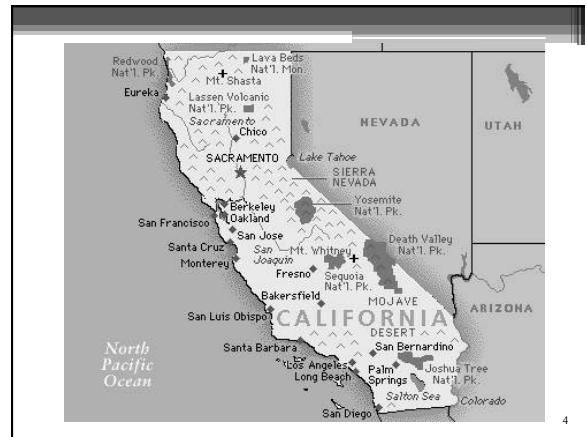 Redwood
Nat'l. Pk.
Lava Beds
Nat'l. Mon.
Mt. Shasta
Eureka
Lassen Volcanic
Nat'l. Pk.
Sacramento
Chico
NEVADA
UTAH
SACRAMENTO
Lake Tahoe
SIERRA
NEVADA
Yosemite
Nat'l. Pk.
Berkeley
San Francisco
Oakland
San Jose
Santa Cruz
San
Joaquin
Monterey
Mt. Whitney
Death Valley
Nat'l. Pk.
Fresno
Sequoia
Nat'l. Pk.
Bakersfield
MOJAVE
DESERT
ARIZONA
San Luis Obispo
CALIFORNIA
Santa Barbara
San Bernardino
North
Pacific
Ocean
Los Angeles
Long Beach
Palm
Springs
Joshua Tree
Nat'l. Pk.
Salton Sea
Colorado
San Diego
4